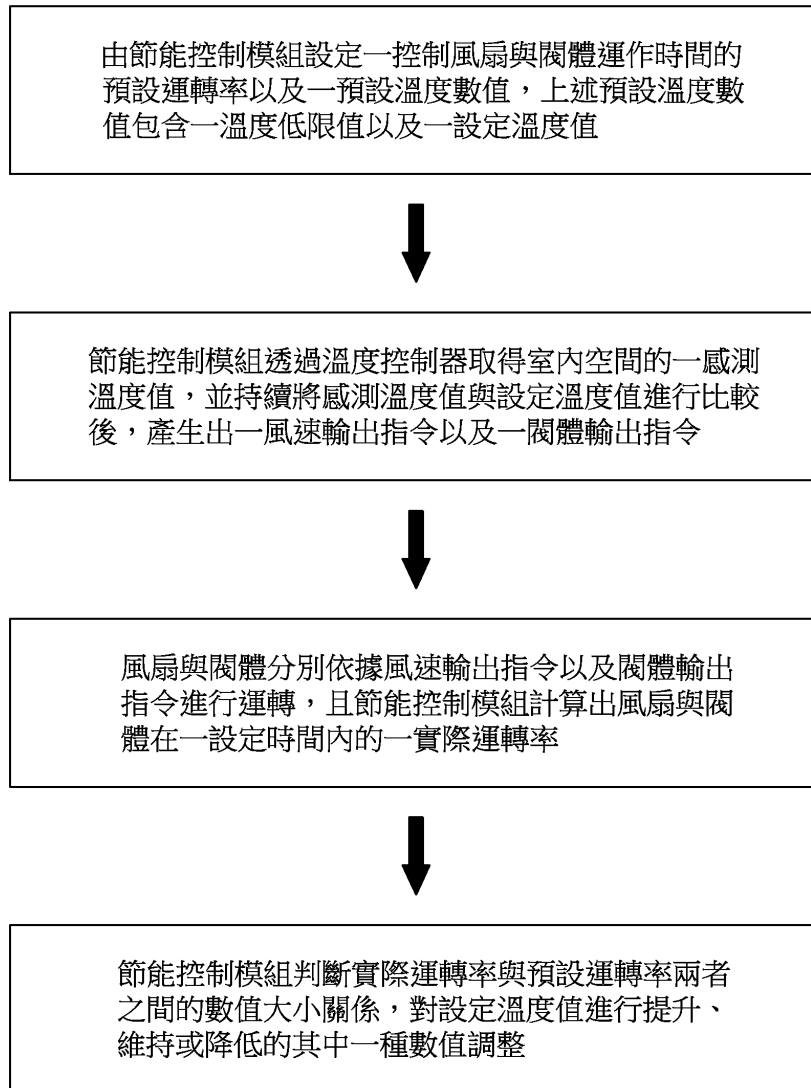 由節能控制模組設定一控制風扇與閥體運作時間的
預設運轉率以及一預設溫度數值，上述預設溫度數
值包含一溫度低限值以及一設定溫度值
節能控制模組透過溫度控制器取得室內空間的一感測
溫度值，並持續將感測溫度值與設定溫度值進行比較
後，產生出一風速輸出指令以及一閥體輸出指令
風扇與閥體分別依據風速輸出指令以及閥體輸出
指令進行運轉，且節能控制模組計算出風扇與閥
體在一設定時間內的一實際運轉率
節能控制模組判斷實際運轉率與預設運轉率兩者
之間的數值大小關係，對設定溫度值進行提升、
維持或降低的其中一種數值調整